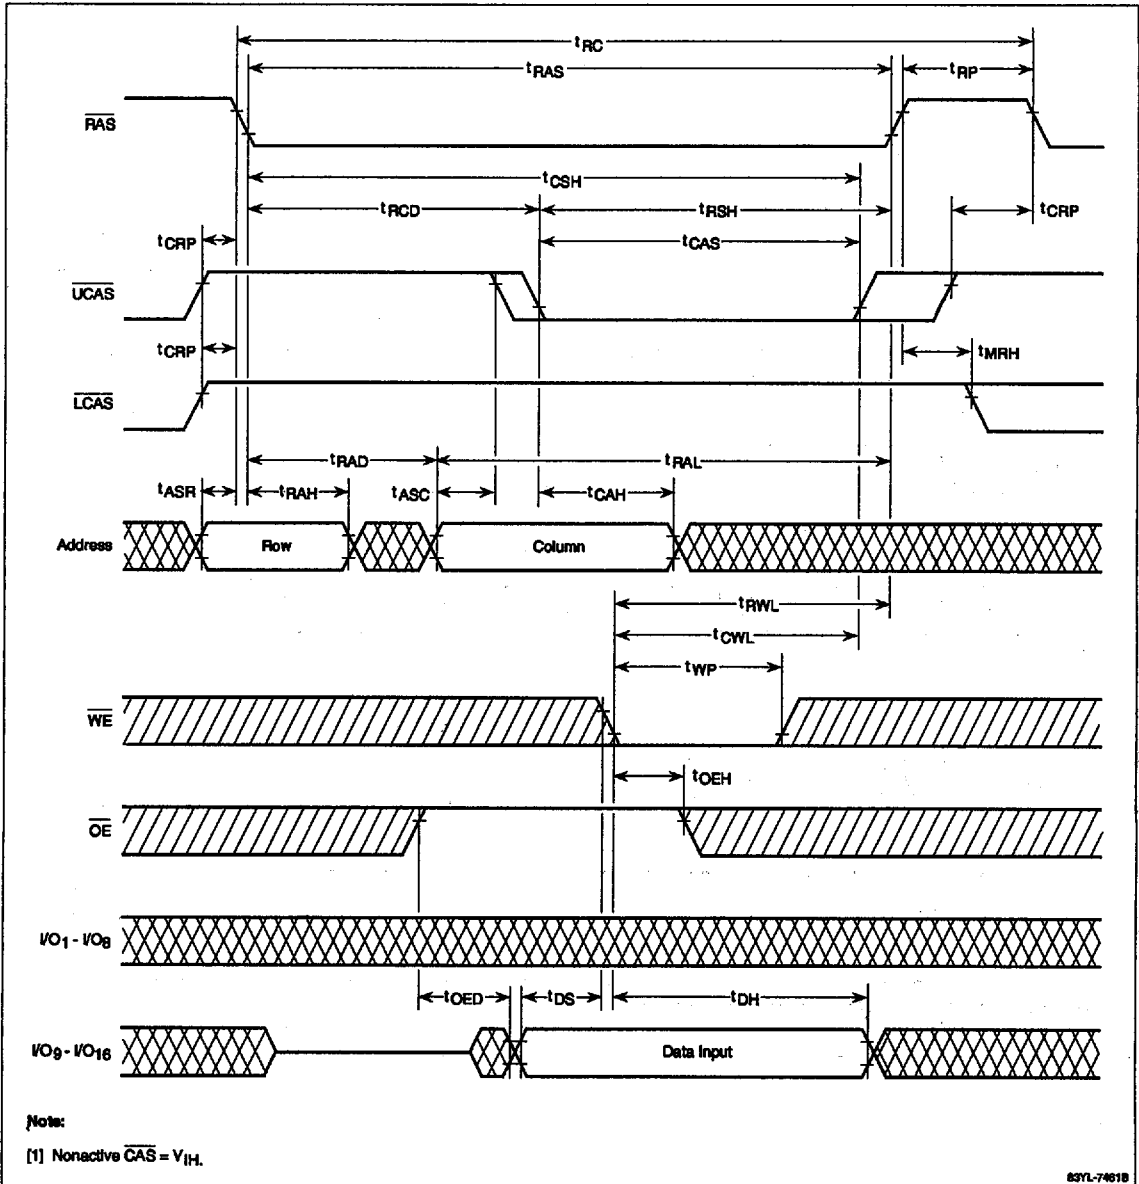 tRC
tRAS
tRP
RAS
tCSH
tRCD
tRSH
tCRP
tCRP
tCAS
UCAS
tCRP
tMRH
LCAS
tRAD
tRAL
tASR
tRAH
tASC
tCAH
Address
Row
Column
tRWL
tCWL
tWP
WE
tOEH
OE
I/O1 - I/O8
tOED
tDS
tDH
I/O9 - I/O16
Data Input
Note:
[1] Nonactive CAS = VIH.
83YL-7461B